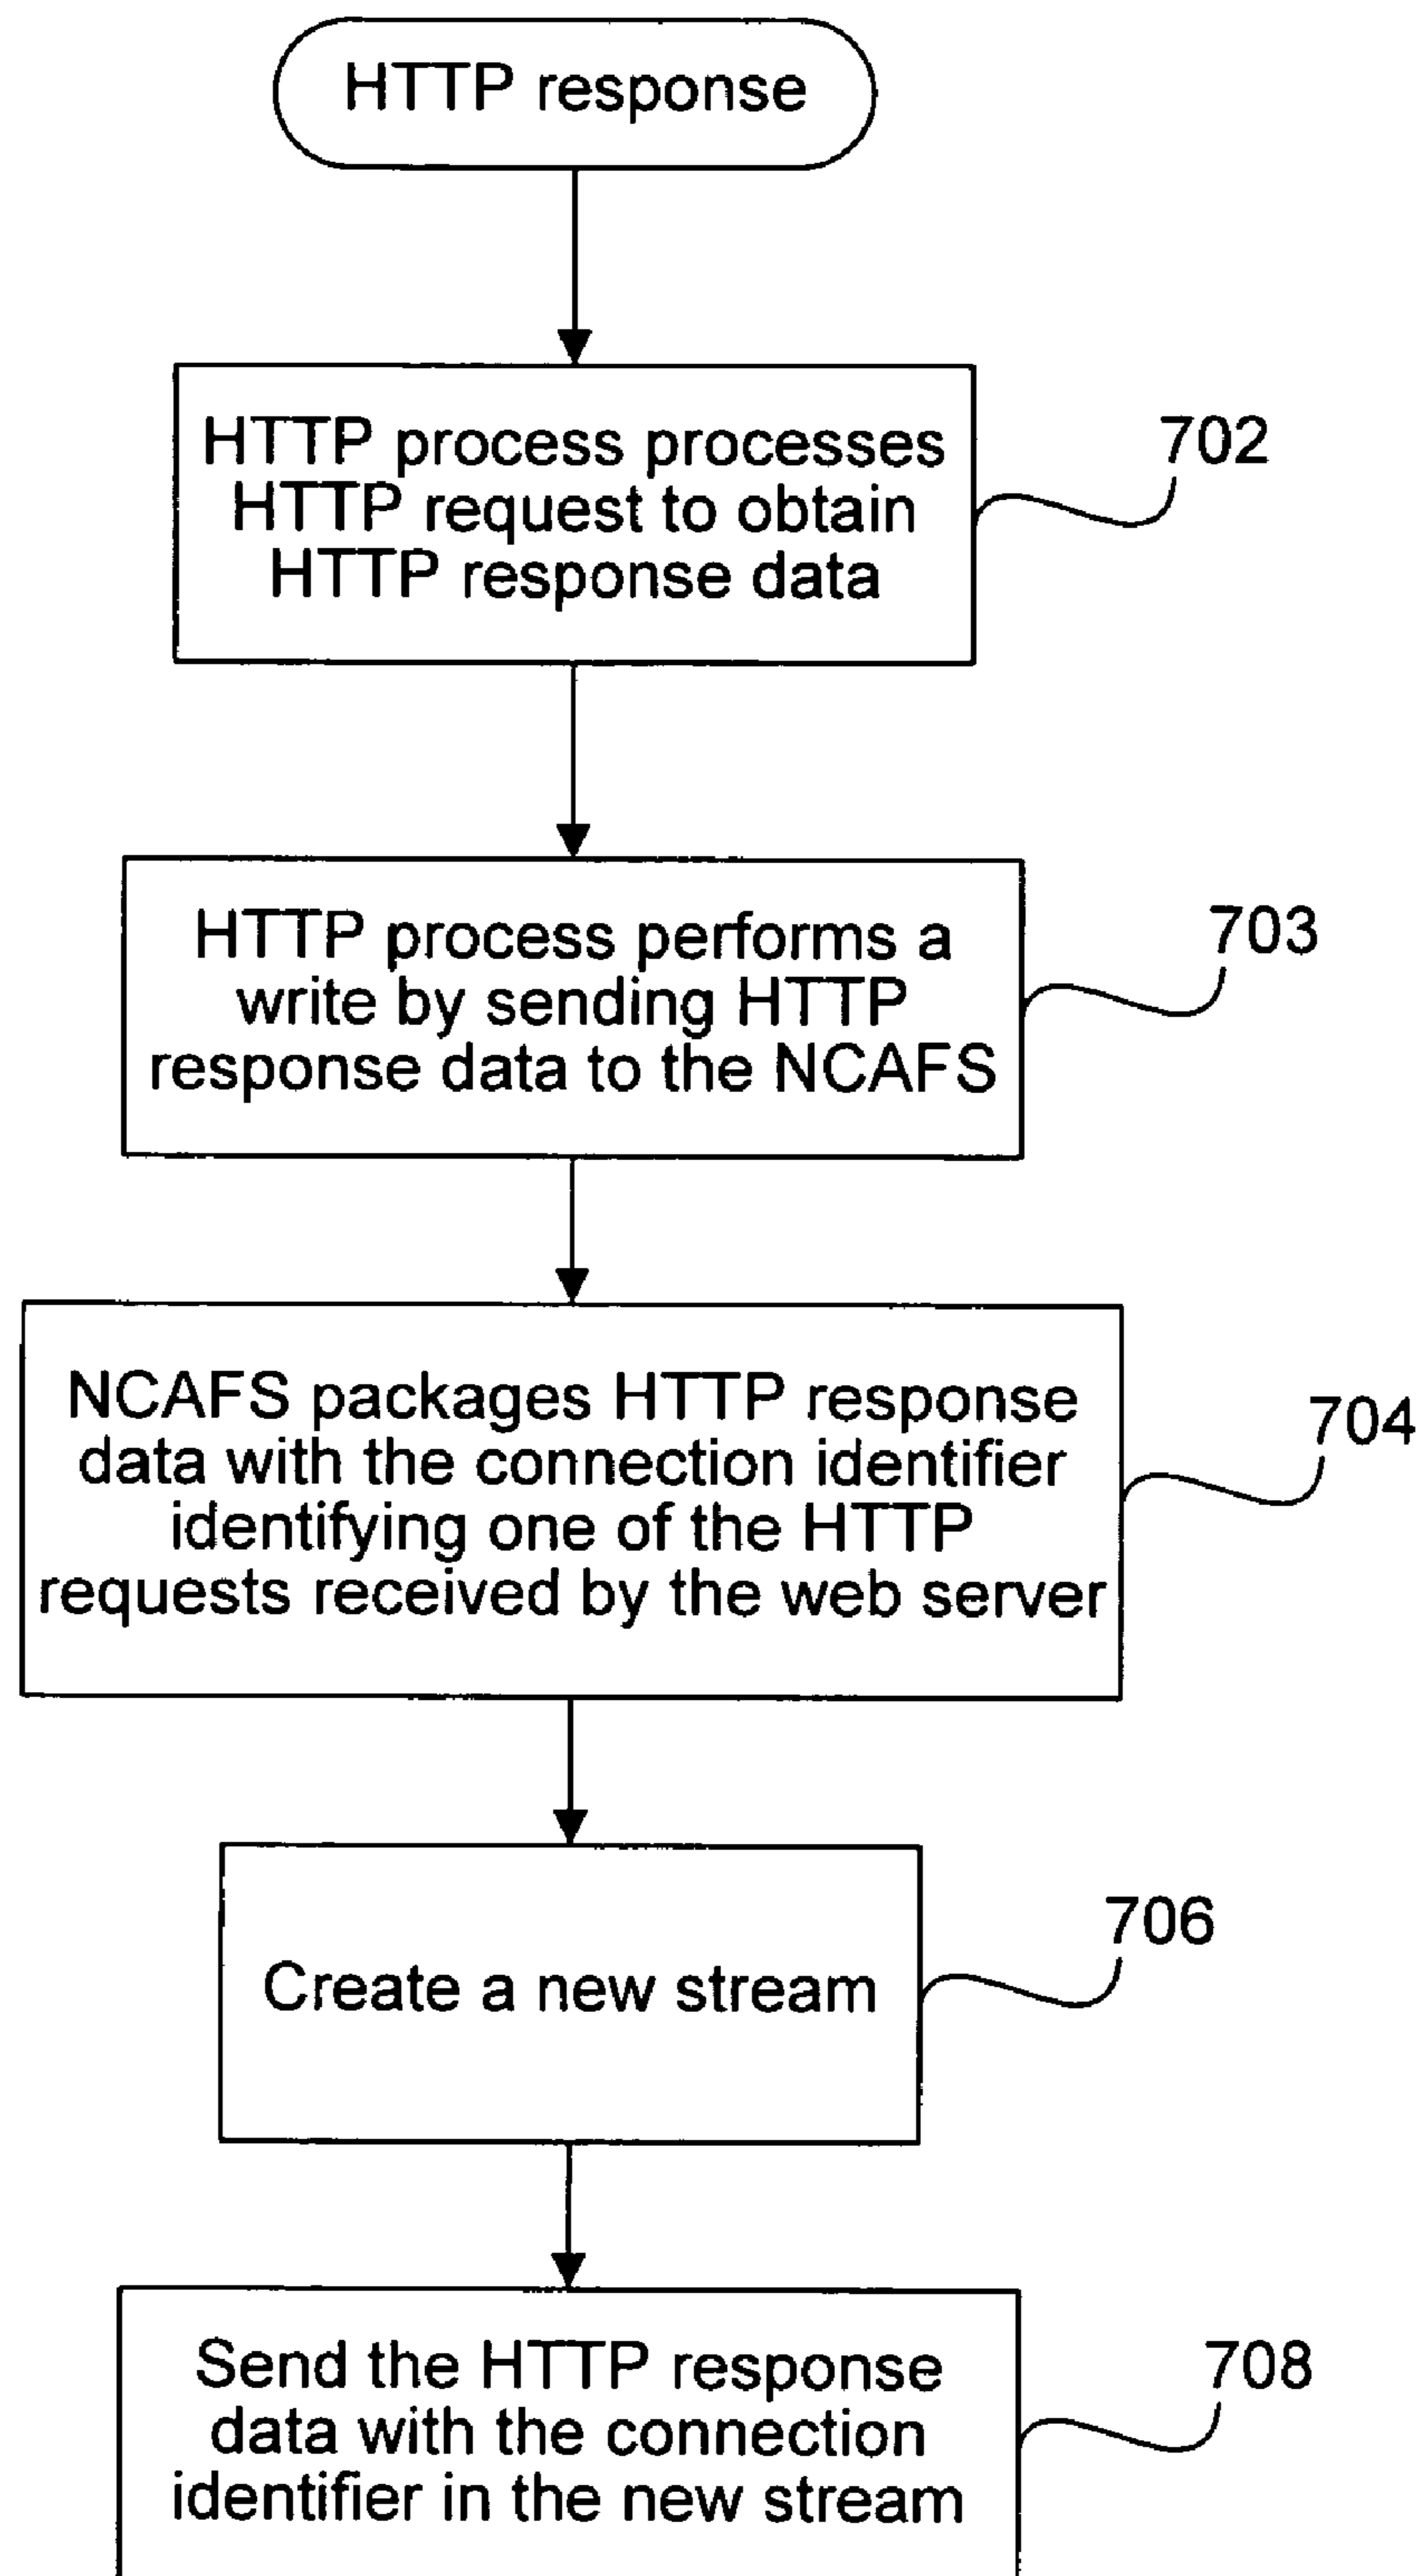 HTTP response
HTTP process processes
HTTP request to obtain
HTTP response data
702
HTTP process performs a
write by sending HTTP
response data to the NCAFS
703
NCAFS packages HTTP response
data with the connection identifier
identifying one of the HTTP
requests received by the web server
704
Create a new stream
706
Send the HTTP response
data with the connection
identifier in the new stream
708